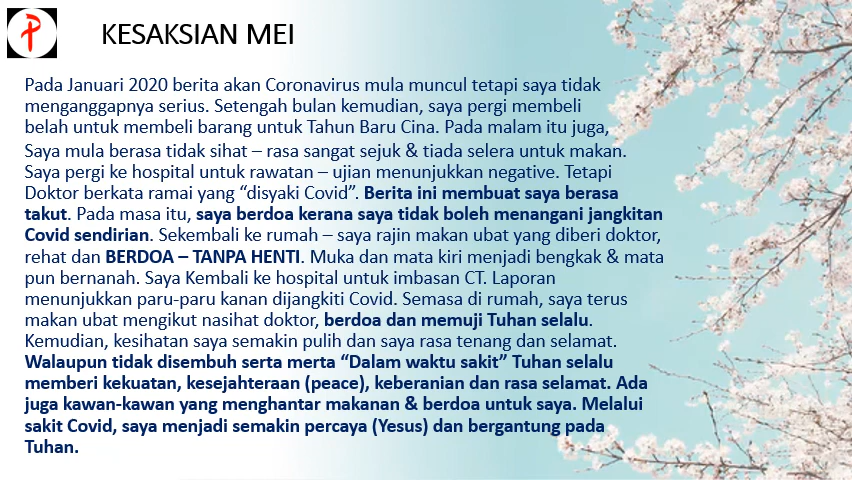 KESAKSIAN MEI
Pada Januari 2020 berita akan Coronavirus mula muncul tetapi saya tidak
menganggapnya serius. Setengah bulan kemudian, saya pergi membeli
belah untuk membeli barang untuk Tahun Baru Cina. Pada malam itu juga,
Saya mula berasa tidak sihat – rasa sangat sejuk & tiada selera untuk makan.
Saya pergi ke hospital untuk rawatan – ujian menunjukkan negative. Tetapi
Doktor berkata ramai yang “disyaki Covid”. Berita ini membuat saya berasa
takut. Pada masa itu, saya berdoa kerana saya tidak boleh menangani jangkitan
Covid sendirian. Sekembali ke rumah – saya rajin makan ubat yang diberi doktor,
rehat dan BERDOA – TANPA HENTI. Muka dan mata kiri menjadi bengkak & mata
pun bernanah. Saya Kembali ke hospital untuk imbasan CT. Laporan
menunjukkan paru-paru kanan dijangkiti Covid. Semasa di rumah, saya terus
makan ubat mengikut nasihat doktor, berdoa dan memuji Tuhan selalu.
Kemudian, kesihatan saya semakin pulih dan saya rasa tenang dan selamat.
Walaupun tidak disembuh serta merta “Dalam waktu sakit” Tuhan selalu
memberi kekuatan, kesejahteraan (peace), keberanian dan rasa selamat. Ada
juga kawan-kawan yang menghantar makanan & berdoa untuk saya. Melalui
sakit Covid, saya menjadi semakin percaya (Yesus) dan bergantung pada
Tuhan.